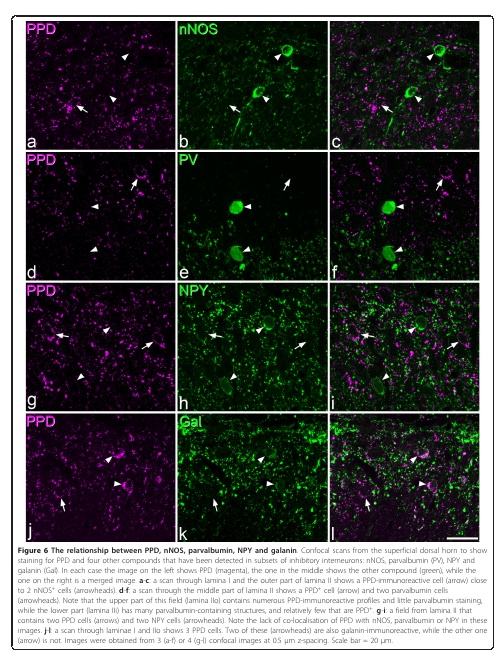 PPD nNOS
a b c
PPD PV
d e f
PPD NPY
g h i
PPD Gal
j k l
Figure 6 The relationship between PPD, nNOS, parvalbumin, NPY and galanin. Confocal scans from the superficial dorsal horn to show
staining for PPD and four other compounds that have been detected in subsets of inhibitory interneurons: nNOS, parvalbumin (PV), NPY and
galanin (Gal). In each case the image on the left shows PPD (magenta), the one in the middle shows the other compound (green), while the
one on the right is a merged image. a-c: a scan through lamina I and the outer part of lamina II shows a PPD-immunoreactive cell (arrow) close
to 2 nNOS⁺ cells (arrowheads). d-f: a scan through the middle part of lamina II shows a PPD⁺ cell (arrow) and two parvalbumin cells
(arrowheads). Note that the upper part of this field (lamina IIo) contains numerous PPD-immunoreactive profiles and little parvalbumin staining,
while the lower part (lamina IIi) has many parvalbumin-containing structures, and relatively few that are PPD⁺. g-i: a field from lamina II that
contains two PPD cells (arrows) and two NPY cells (arrowheads). Note the lack of co-localisation of PPD with nNOS, parvalbumin or NPY in these
images. j-l: a scan through laminae I and IIo shows 3 PPD cells. Two of these (arrowheads) are also galanin-immunoreactive, while the other one
(arrow) is not. Images were obtained from 3 (a-f) or 4 (g-l) confocal images at 0.5 μm z-spacing. Scale bar = 20 μm.